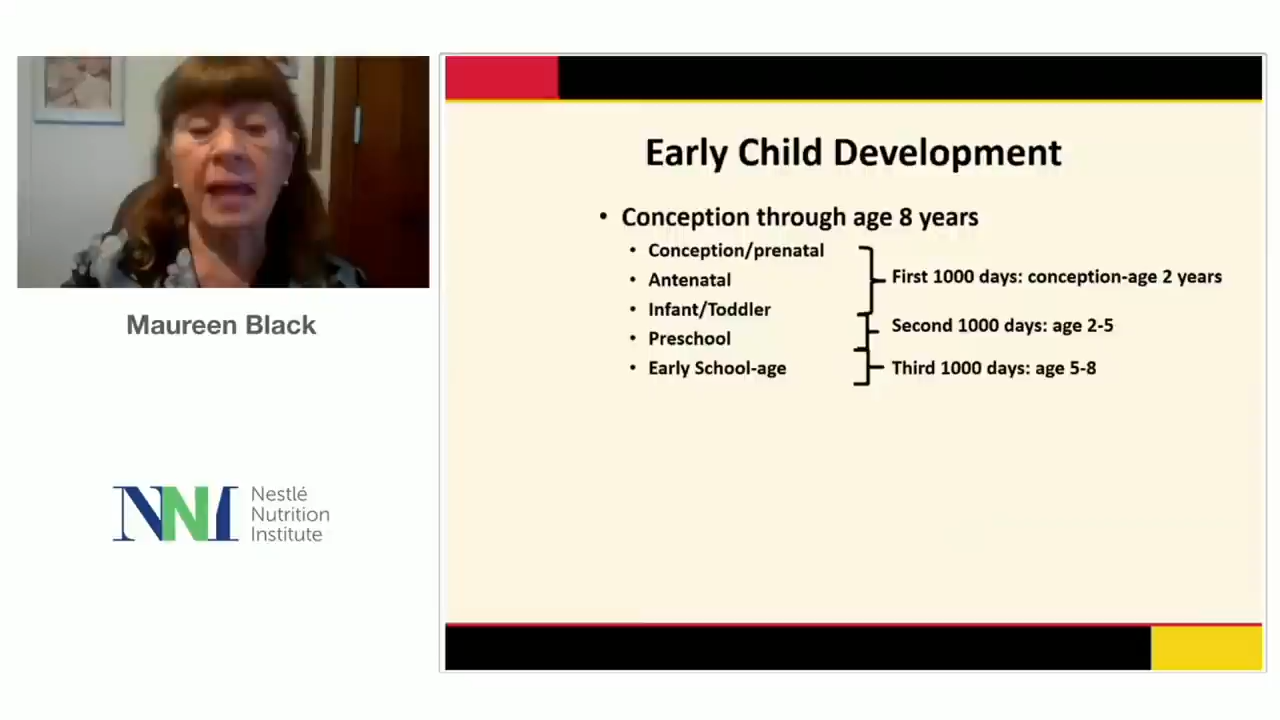 Maureen Black
NNI
Nestlé
Nutrition
Institute
Early Child Development
• Conception through age 8 years
• Conception/prenatal
• Antenatal
• Infant/Toddler
• Preschool
• Early School-age
First 1000 days: conception-age 2 years
Second 1000 days: age 2-5
Third 1000 days: age 5-8